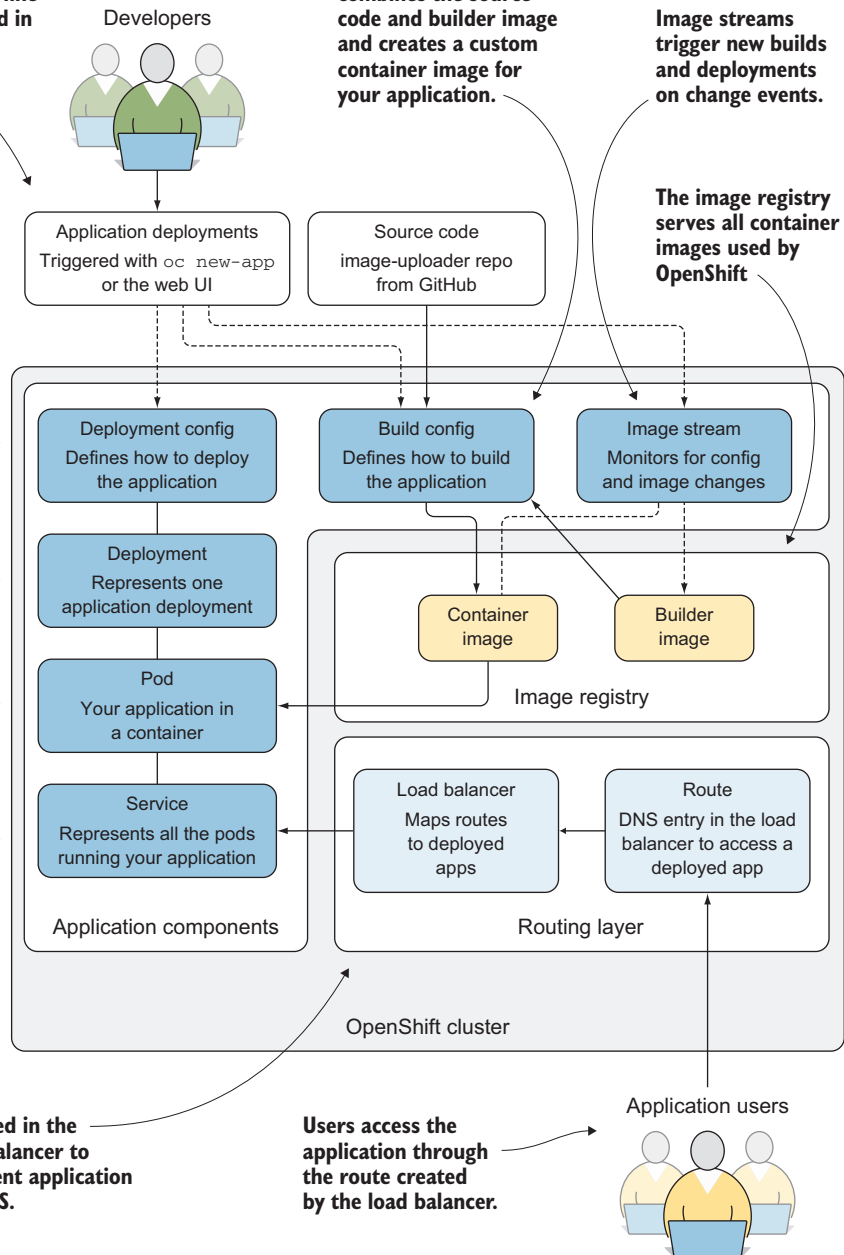 d in
Developers
code and builder image
and creates a custom
container image for
your application.
Image streams
trigger new builds
and deployments
on change events.
The image registry
serves all container
images used by
OpenShift
Application deployments
Triggered with oc new-app
or the web UI
Source code
image-uploader repo
from GitHub
Deployment config
Defines how to deploy
the application
Build config
Defines how to build
the application
Image stream
Monitors for config
and image changes
Deployment
Represents one
application deployment
Container
image
Builder
image
Image registry
Pod
Your application in
a container
Service
Represents all the pods
running your application
Load balancer
Maps routes
to deployed
apps
Route
DNS entry in the load
balancer to access a
deployed app
Application components
Routing layer
OpenShift cluster
ed in the
alancer to
ent application
S.
Users access the
application through
the route created
by the load balancer.
Application users